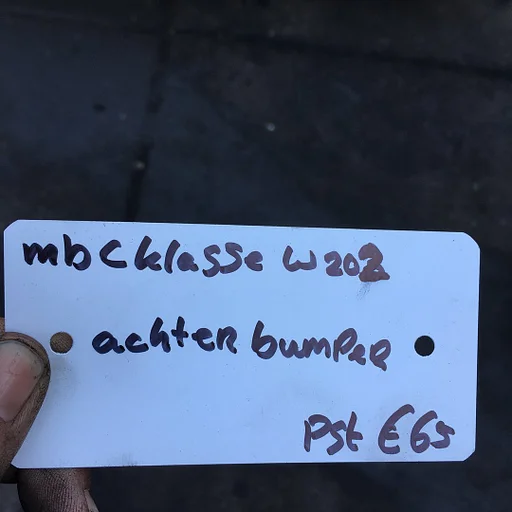 mb C klasse W202
achter bumper
Pst €65